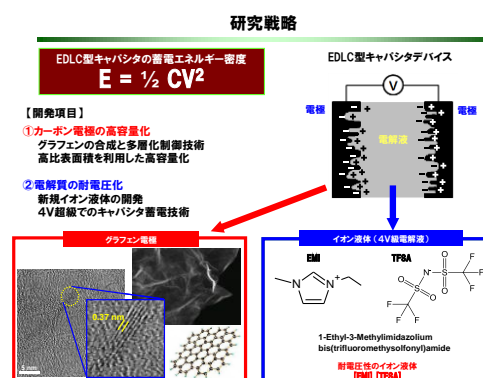 研究戦略
EDLC型キャパシタの蓄電エネルギー密度
E = ½ CV²
【開発項目】
①カーボン電極の高容量化
グラフェンの合成と多層化制御技術
高比表面積を利用した高容量化
②電解質の耐電圧化
新規イオン液体の開発
4V超級でのキャパシタ蓄電技術
EDLC型キャパシタデバイス
V
電極
電極
電解液
グラフェン電極
0.37 nm
5 nm
イオン液体（4V級電解液）
EMI
TFSA
N
N
+
O
O
F
S
N
-
F
F
O
S
O
F
F
F
1-Ethyl-3-Methylimidazolium
bis(trifluoromethylsolfonyl)amide
耐電圧性のイオン液体
[EMI] [TFSA]